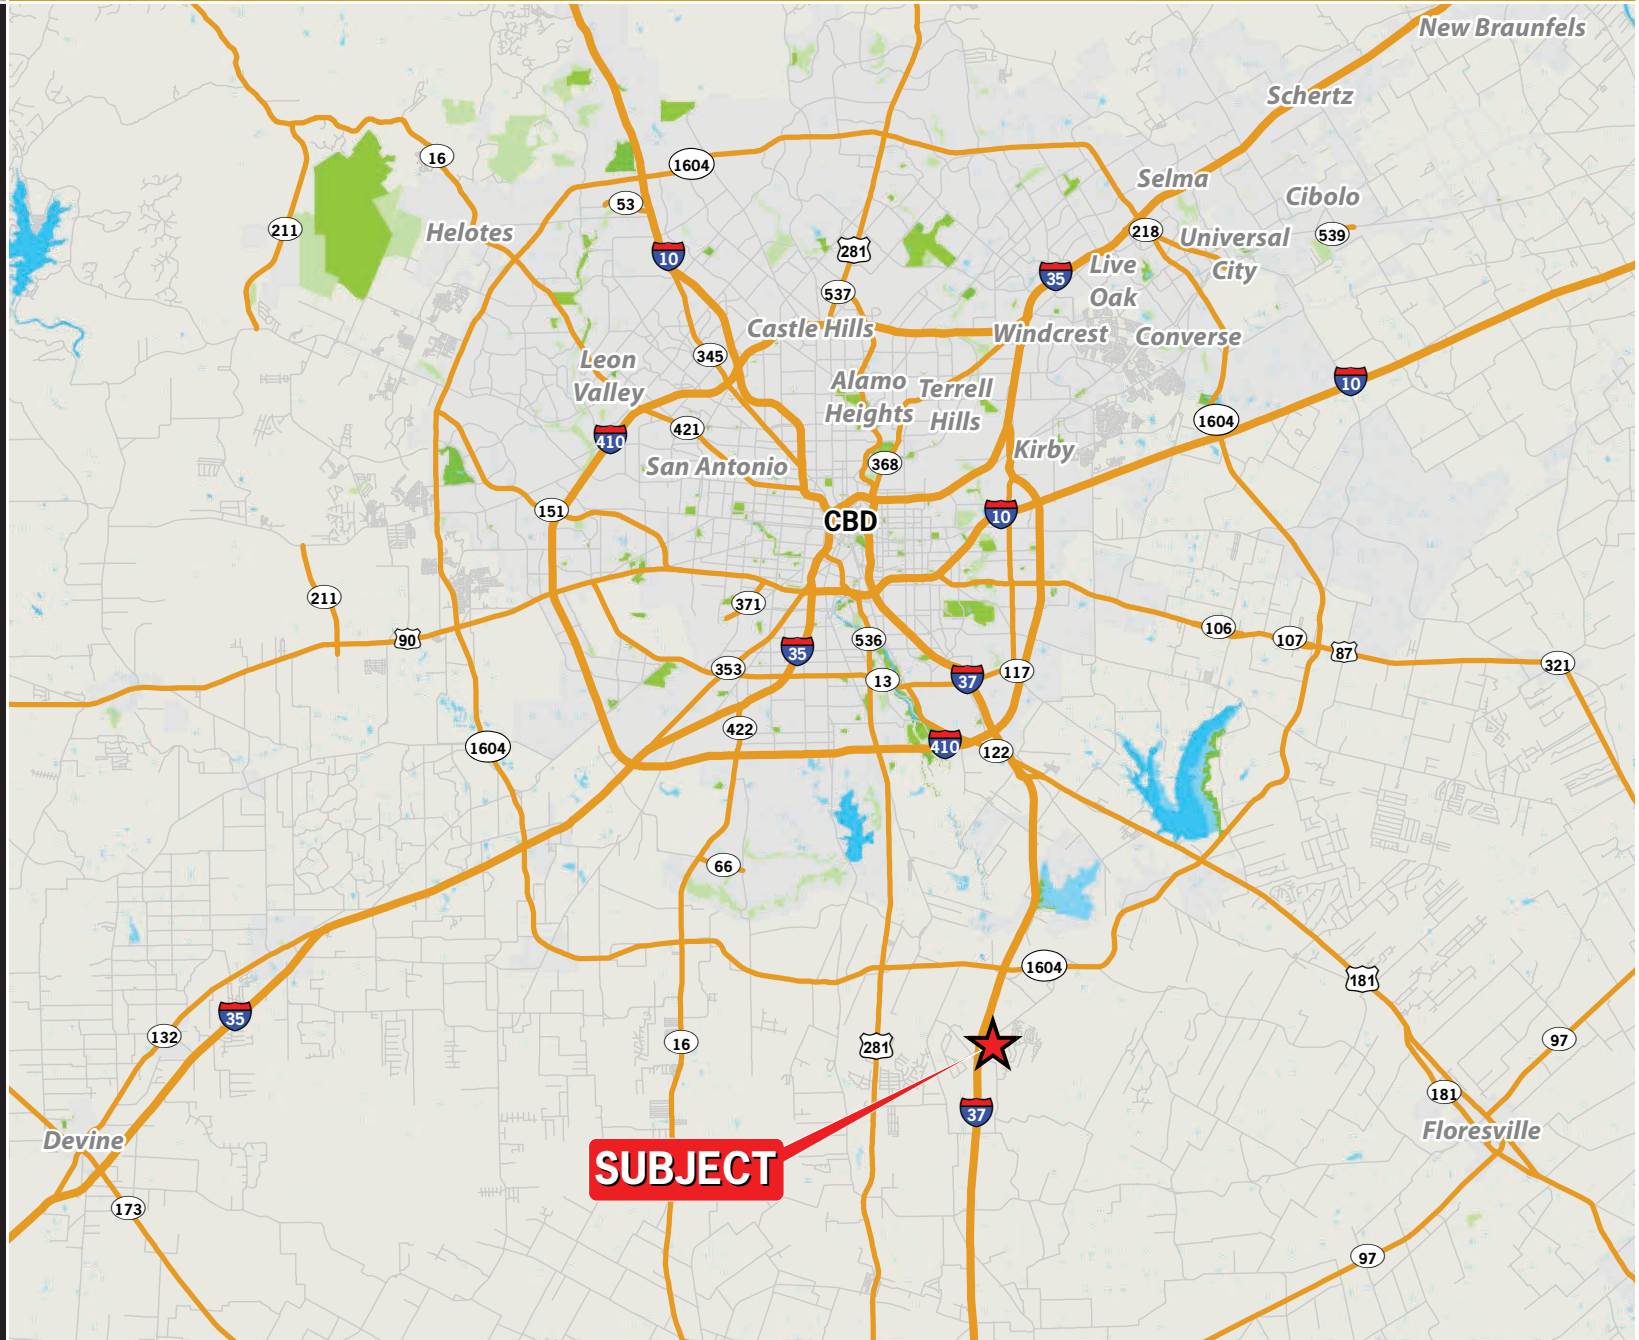 New Braunfels
Schertz
16
1604
Selma
53
Cibolo
211
Helotes
218
Universal
City
539
281
10
Live
Oak
35
537
Castle Hills
Windcrest
Converse
345
Leon
Valley
Alamo
Heights
Terrell
Hills
10
421
410
1604
San Antonio
368
Kirby
151
CBD
10
211
371
90
536
106
107
87
35
353
13
37
117
321
422
1604
410
122
66
1604
181
35
132
16
281
97
37
181
Devine
SUBJECT
Floresville
173
97